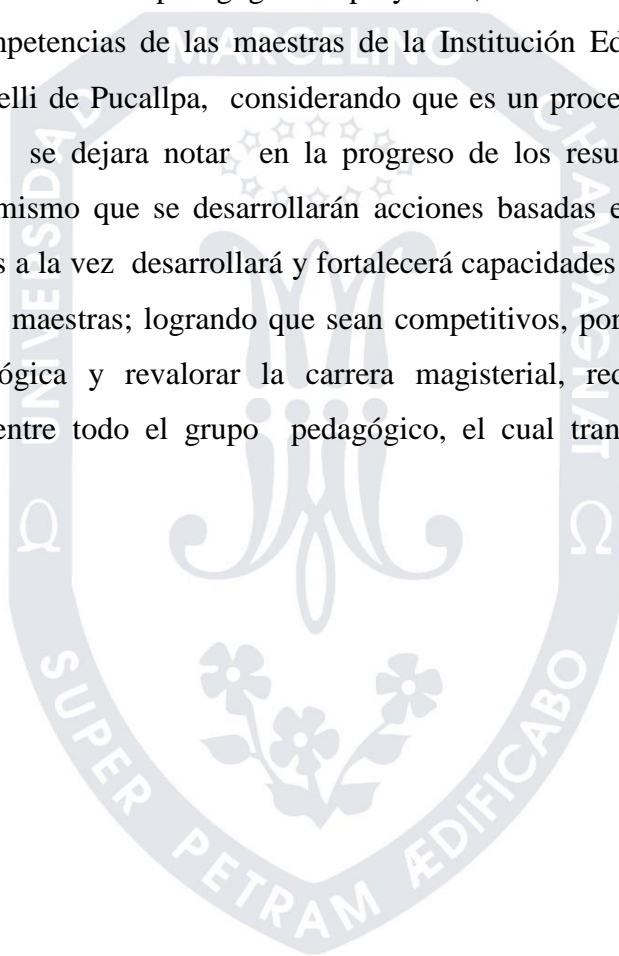 mpetencias de las maestras de la Institución Ed
elli de Pucallpa, considerando que es un proce
se dejara notar en la progreso de los resu
mismo que se desarrollarán acciones basadas e
s a la vez desarrollará y fortalecerá capacidades
maestras; logrando que sean competitivos, por
ógica y revalorar la carrera magisterial, rec
entre todo el grupo pedagógico, el cual tran
UNIVERSIDAD MARCELINO CHAMPAGNAT
Ω Ω
SUPER PETRAM ÆDIFICABO